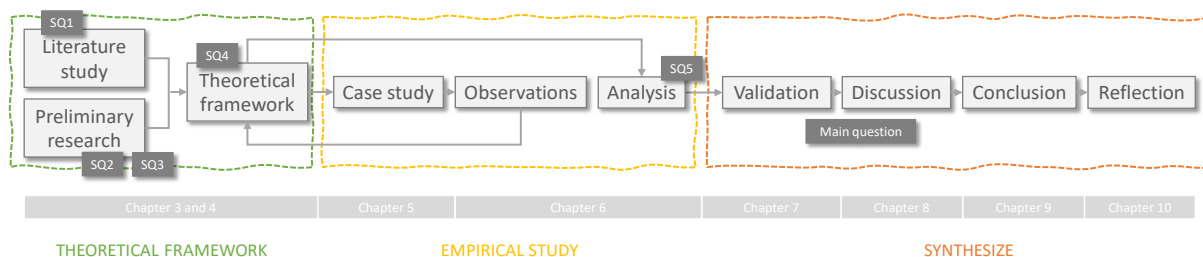 SQ1
Literature
study
SQ4
Theoretical
framework
Preliminary
research
SQ2
SQ3
Case study
Observations
SQ5
Analysis
Validation
Discussion
Conclusion
Reflection
Main question
Chapter 3 and 4
Chapter 5
Chapter 6
Chapter 7
Chapter 8
Chapter 9
Chapter 10
THEORETICAL FRAMEWORK
EMPIRICAL STUDY
SYNTHESIZE